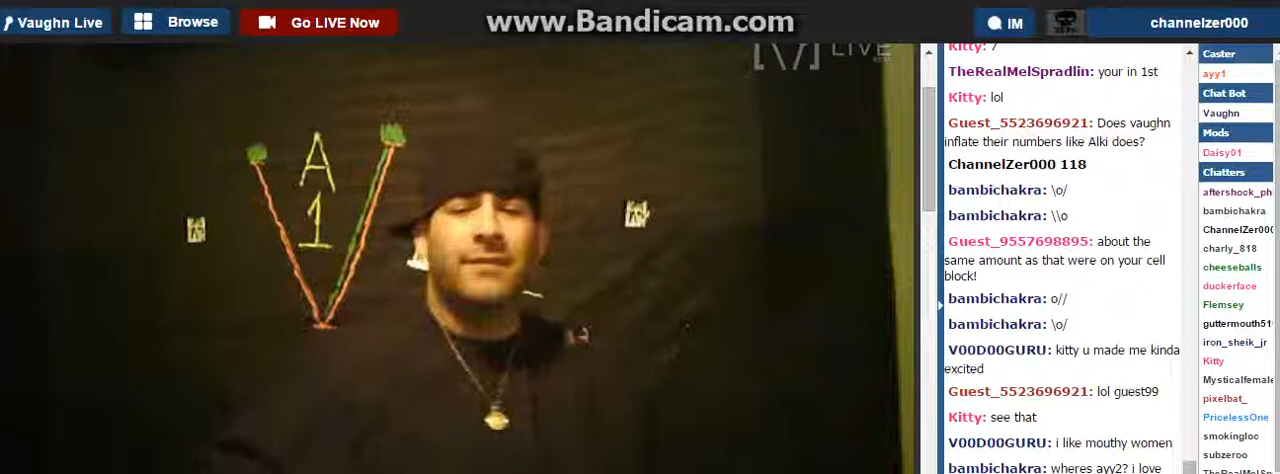 Vaughn Live
Browse
Go LIVE Now
www.Bandicam.com
IM
channelzer000
LIVE
BETA
A
1
Kitty: /
TheRealMelSpradlin: your in 1st
Kitty: lol
Guest_5523696921: Does vaughn
inflate their numbers like Alki does?
ChannelZer000 118
bambichakra: \o/
bambichakra: \\o
Guest_9557698895: about the
same amount as that were on your cell
block!
bambichakra: o//
bambichakra: \o/
V00D00GURU: kitty u made me kinda
excited
Guest_5523696921: lol guest99
Kitty: see that
V00D00GURU: i like mouthy women
bambichakra: wheres ayy2? i love
Caster
ayy1
Chat Bot
Vaughn
Mods
Daisy01
Chatters
aftershock_ph
bambichakra
ChannelZer000
charly_818
cheeseballs
duckerface
Flemsey
guttermouth51
iron_sheik_jr
Kitty
Mysticalfemale
pixelbat_
PricelessOne
smokingloc
subzeroo
TheRealMelSpr